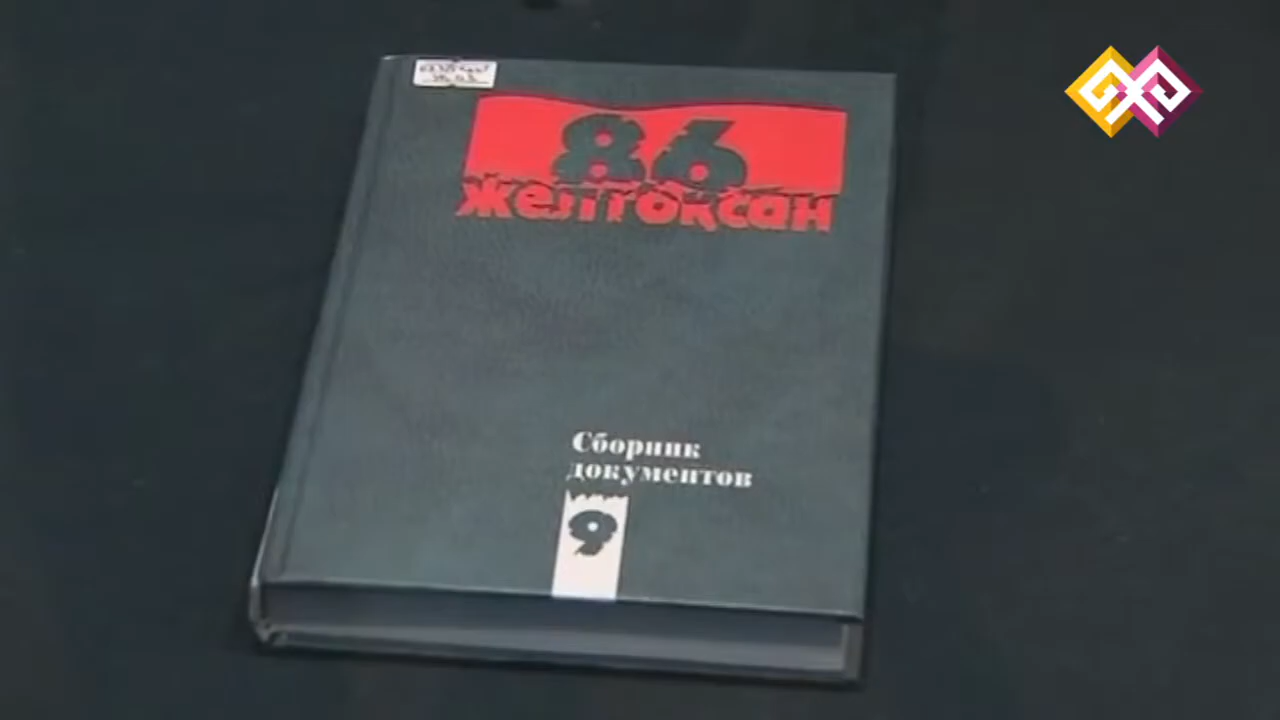 86
желтоқсан
Сборник
документов
9